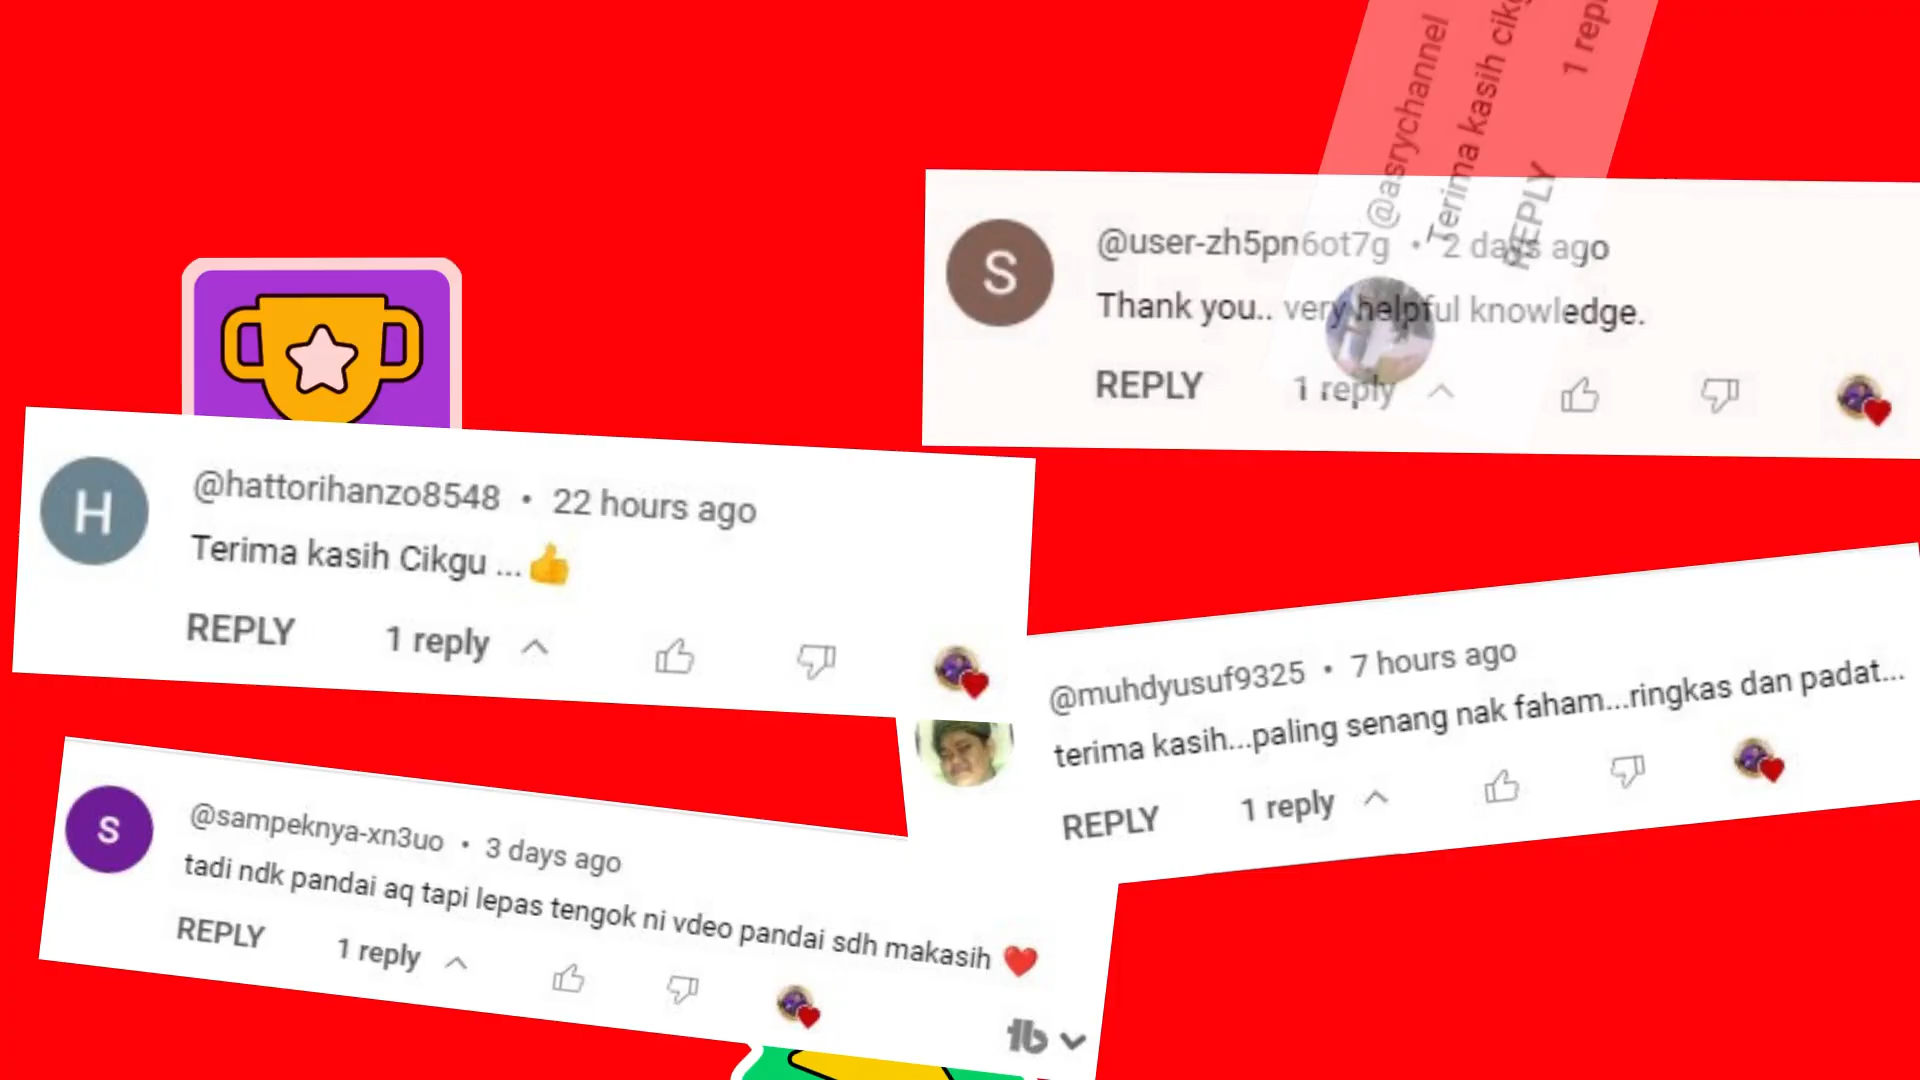 @asrychannel
Terima kasih cikg
REPLY 1 repl
S
@user-zh5pn6ot7g • 2 days ago
Thank you.. very helpful knowledge.
REPLY 1 reply
H
@hattorihanzo8548 • 22 hours ago
Terima kasih Cikgu ... 👍
REPLY 1 reply
@muhdyusuf9325 • 7 hours ago
terima kasih...paling senang nak faham...ringkas dan padat...
REPLY 1 reply
S
@sampeknya-xn3uo • 3 days ago
tadi ndk pandai aq tapi lepas tengok ni vdeo pandai sdh makasih ❤️
REPLY 1 reply
tb